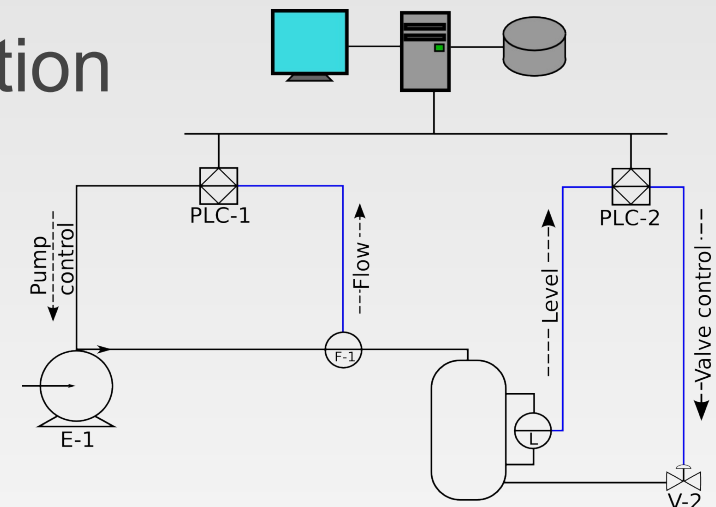 tion
PLC-1
PLC-2
Pump
control
Flow
Level
Valve control
F-1
L
E-1
V-2